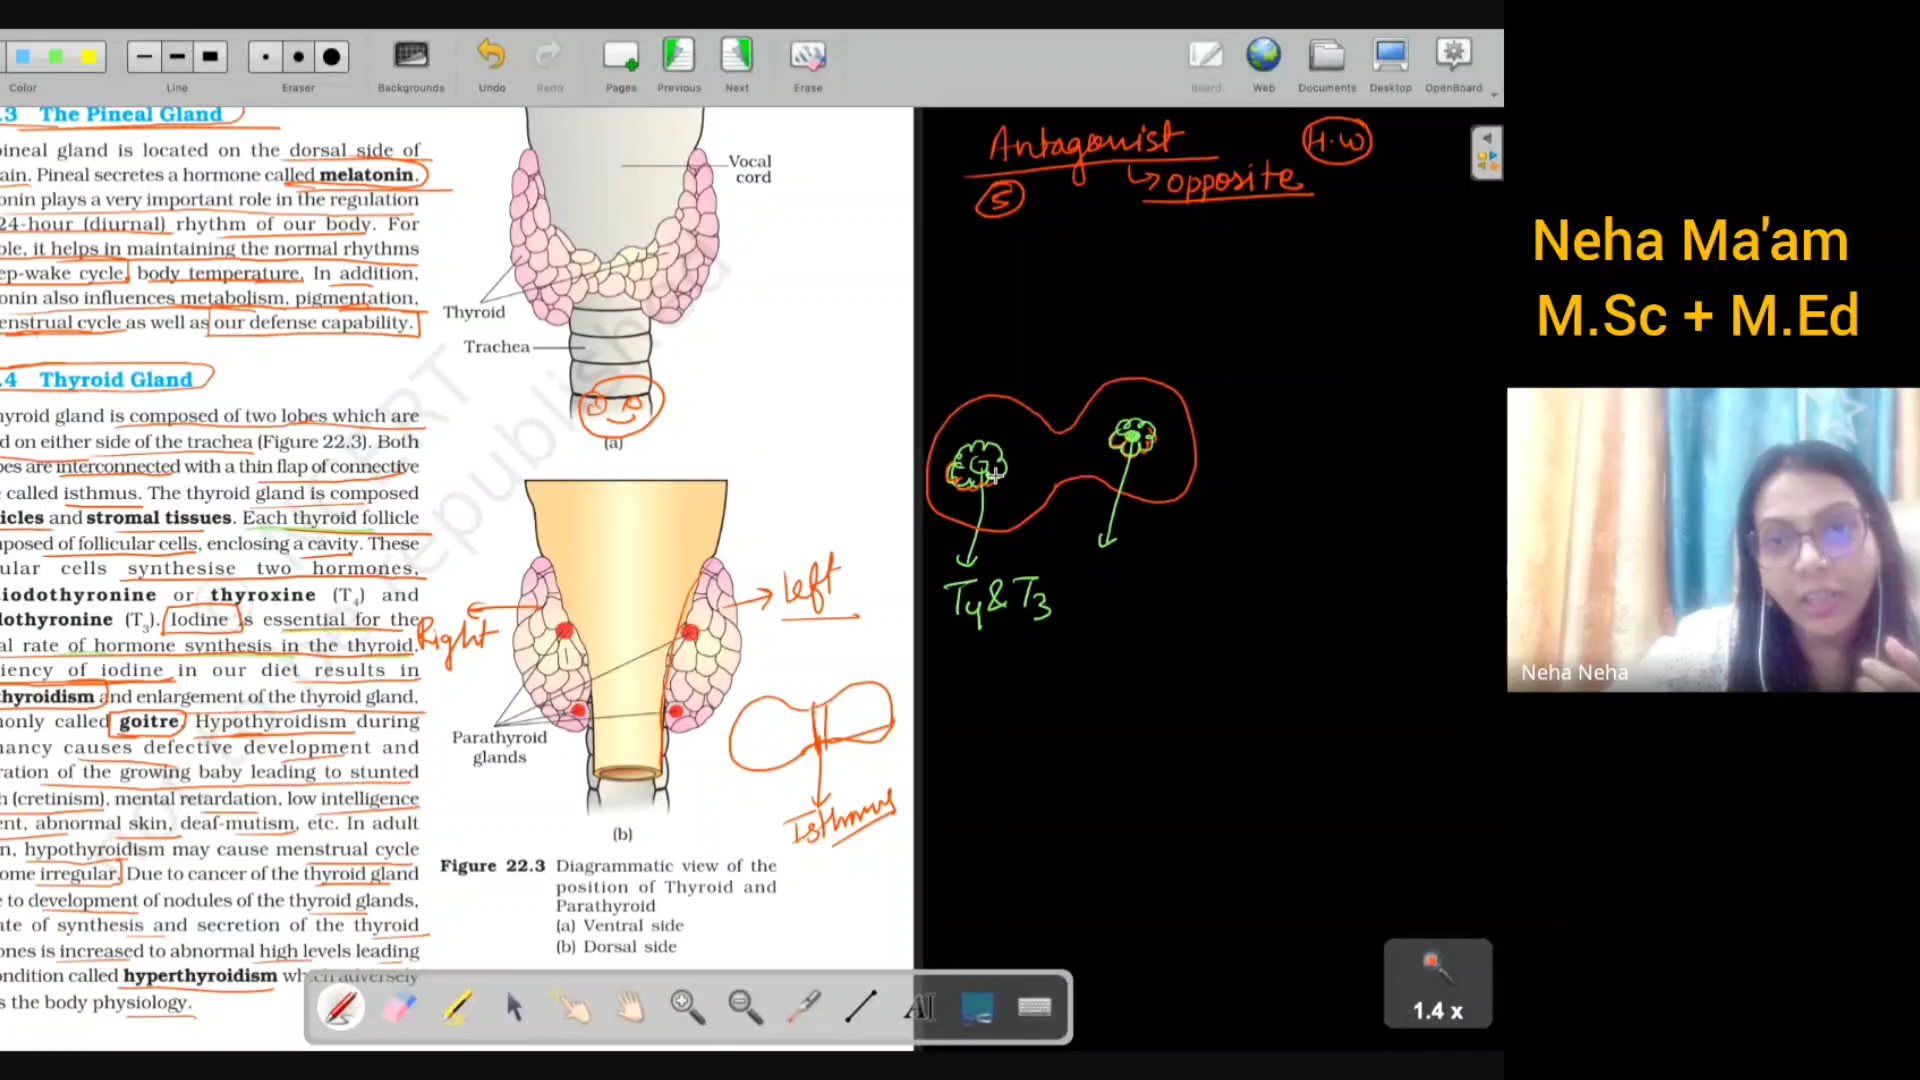 Color
Line
Eraser
Backgrounds
Undo
Redo
Pages
Previous
Next
Erase
Board
Web
Documents
Desktop
OpenBoard
.3 The Pineal Gland
pineal gland is located on the dorsal side of
ain. Pineal secretes a hormone called melatonin.
onin plays a very important role in the regulation
24-hour (diurnal) rhythm of our body. For
ple, it helps in maintaining the normal rhythms
ep-wake cycle, body temperature. In addition,
onin also influences metabolism, pigmentation,
enstrual cycle as well as our defense capability.
.4 Thyroid Gland
hyroid gland is composed of two lobes which are
d on either side of the trachea (Figure 22.3). Both
bes are interconnected with a thin flap of connective
e called isthmus. The thyroid gland is composed
icles and stromal tissues. Each thyroid follicle
mposed of follicular cells, enclosing a cavity. These
ular cells synthesise two hormones,
iodothyronine or thyroxine (T4) and
dothyronine (T3). Iodine is essential for the
al rate of hormone synthesis in the thyroid.
iency of iodine in our diet results in
thyroidism and enlargement of the thyroid gland,
nonly called goitre. Hypothyroidism during
nancy causes defective development and
ration of the growing baby leading to stunted
h (cretinism), mental retardation, low intelligence
ent, abnormal skin, deaf-mutism, etc. In adult
n, hypothyroidism may cause menstrual cycle
ome irregular. Due to cancer of the thyroid gland
e to development of nodules of the thyroid glands,
ate of synthesis and secretion of the thyroid
ones is increased to abnormal high levels leading
ondition called hyperthyroidism which adversely
s the body physiology.
Vocal
cord
Thyroid
Trachea
(a)
Right
Left
Parathyroid
glands
Isthmus
(b)
Figure 22.3 Diagrammatic view of the
position of Thyroid and
Parathyroid
(a) Ventral side
(b) Dorsal side
Antagonist
H.W
opposite
5
T4 & T3
1.4 x
Neha Ma'am
M.Sc + M.Ed
Neha Neha